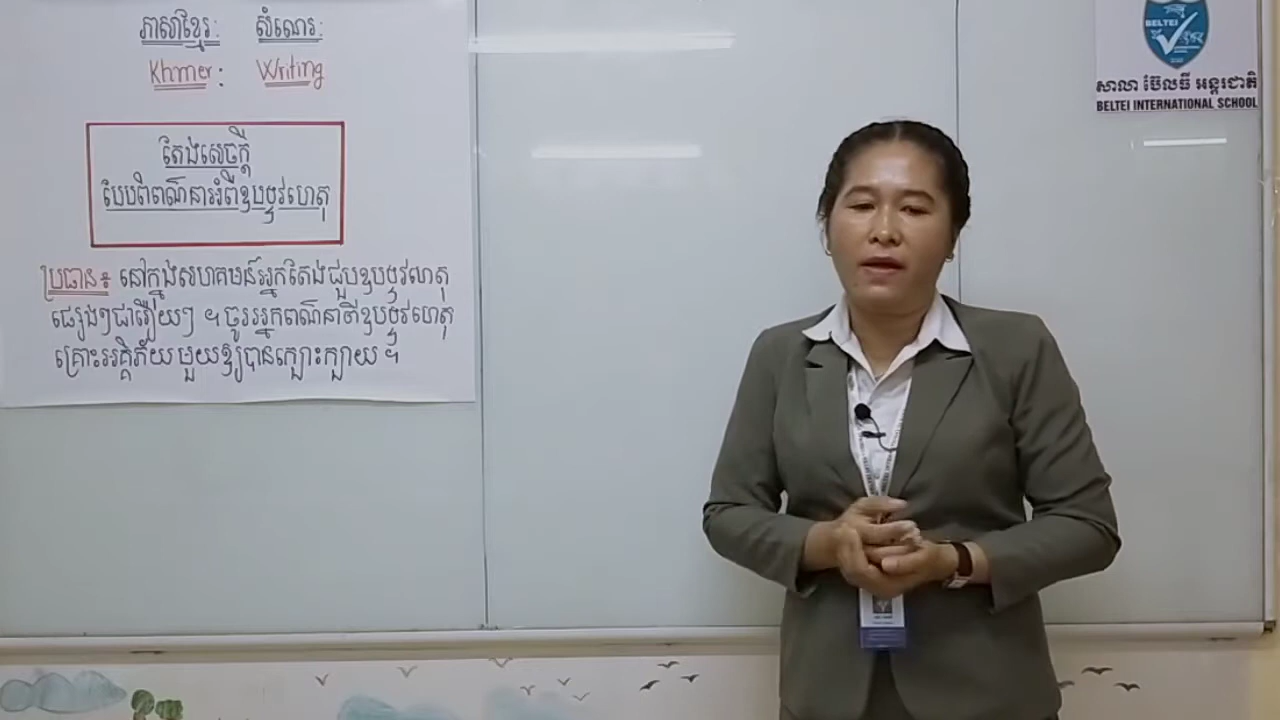 ភាសាខ្មែរ: សំណេរ:
Khmer: Writing
តែងសេចក្ដី
បែបពិពណ៌នាអំពីឧបទ្ទវហេតុ
ប្រធាន៖ នៅក្នុងសហគមន៍អ្នកតែងជួបឧបទ្ទវហេតុ
ផ្សេងៗជារឿយៗ ។ ចូរអ្នកពណ៌នាពីឧបទ្ទវហេតុ
គ្រោះអគ្គិភ័យមួយឱ្យបានក្បោះក្បាយ ។
BELTEI
សាលា ប៊ែលធី អន្តរជាតិ
BELTEI INTERNATIONAL SCHOOL